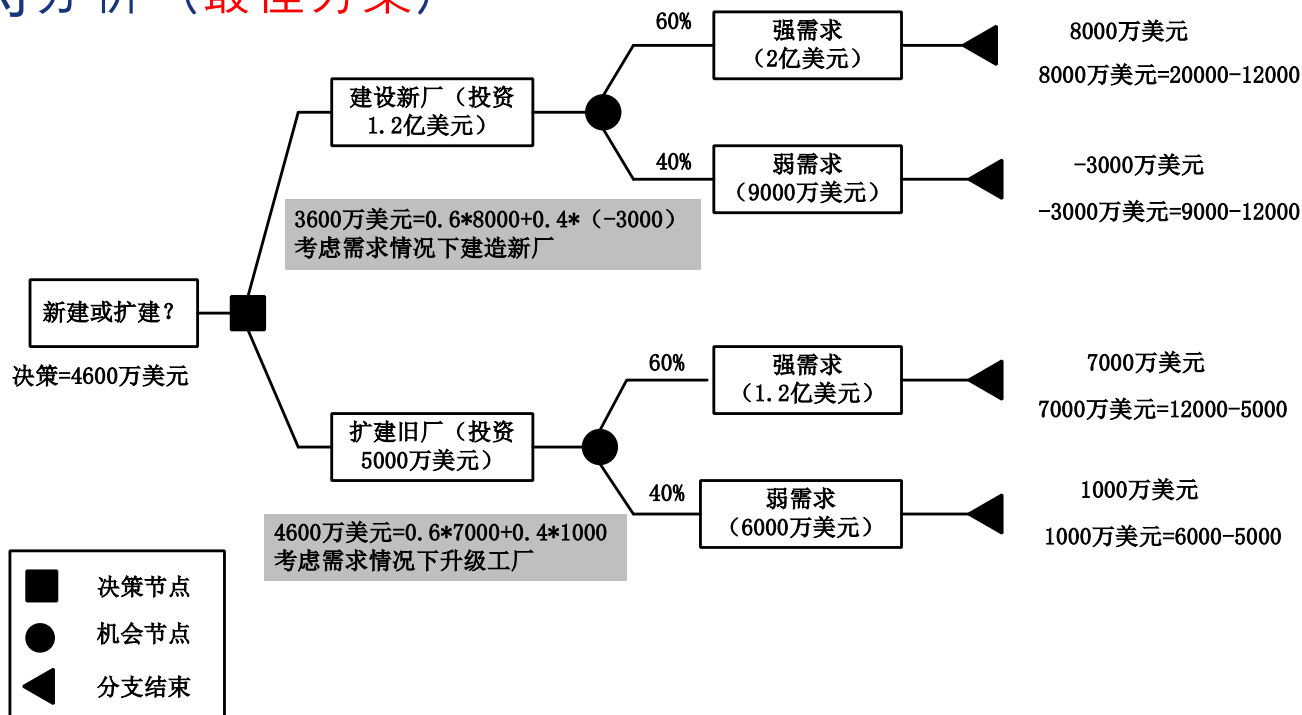 分析（最佳方案）
60%
强需求
（2亿美元）
8000万美元
8000万美元=20000-12000
建设新厂（投资
1.2亿美元）
40%
弱需求
（9000万美元）
-3000万美元
-3000万美元=9000-12000
3600万美元=0.6*8000+0.4*（-3000）
考虑需求情况下建造新厂
新建或扩建？
决策=4600万美元
60%
强需求
（1.2亿美元）
7000万美元
7000万美元=12000-5000
扩建旧厂（投资
5000万美元）
40%
弱需求
（6000万美元）
1000万美元
1000万美元=6000-5000
4600万美元=0.6*7000+0.4*1000
考虑需求情况下升级工厂
决策节点
机会节点
分支结束